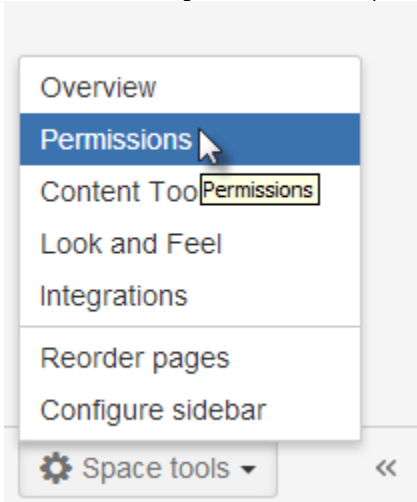 Overview
Permissions
Content Too
Permissions
Look and Feel
Integrations
Reorder pages
Configure sidebar
Space tools